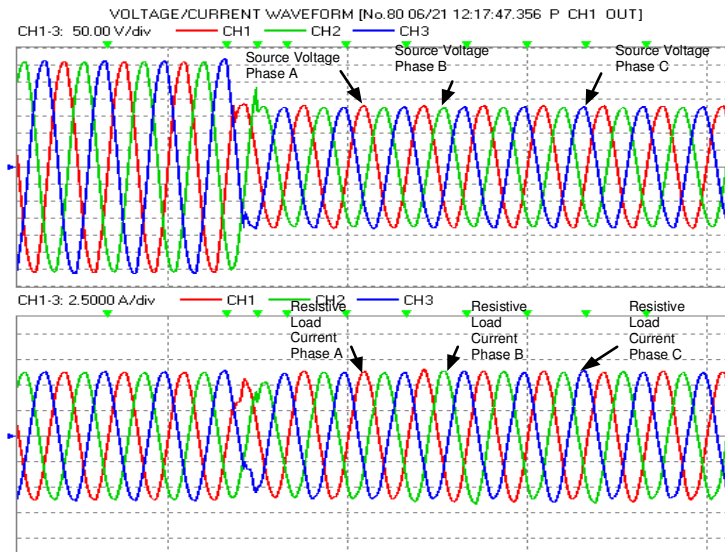 VOLTAGE/CURRENT WAVEFORM [No.80 06/21 12:17:47.356 P CH1 OUT]
CH1-3: 50.00 V/div CH1 CH2 CH3
Source Voltage
Phase A
Source Voltage
Phase B
Source Voltage
Phase C
CH1-3: 2.5000 A/div CH1 CH2 CH3
Resistive
Load
Current
Phase A
Resistive
Load
Current
Phase B
Resistive
Load
Current
Phase C